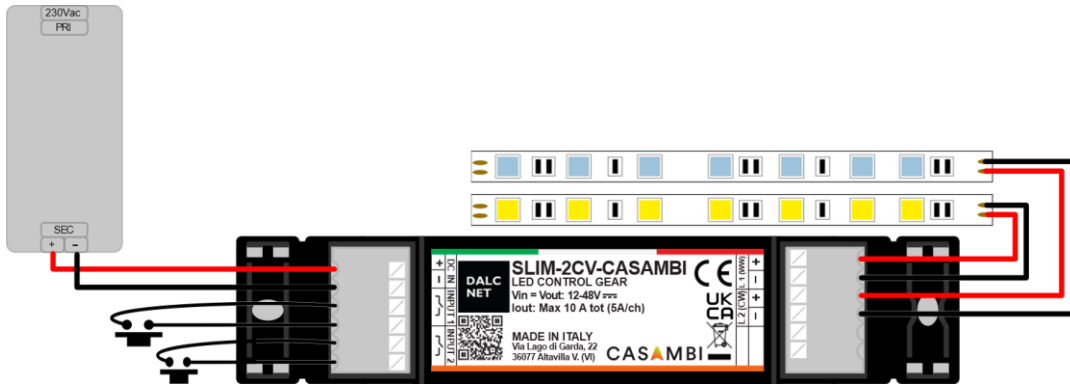 230Vac
PRI
SEC
+ −
+
−
DC IN
INPUT 1
INPUT 2
DALC
NET
SLIM-2CV-CASAMBI
LED CONTROL GEAR
Vin = Vout: 12-48V
Iout: Max 10 A tot (5A/ch)
MADE IN ITALY
Via Lago di Garda, 22
36077 Altavilla V. (VI)
CASAMBI
CE
UK
CA
+
−
L 1 (WW)
+
−
L 2 (CW)